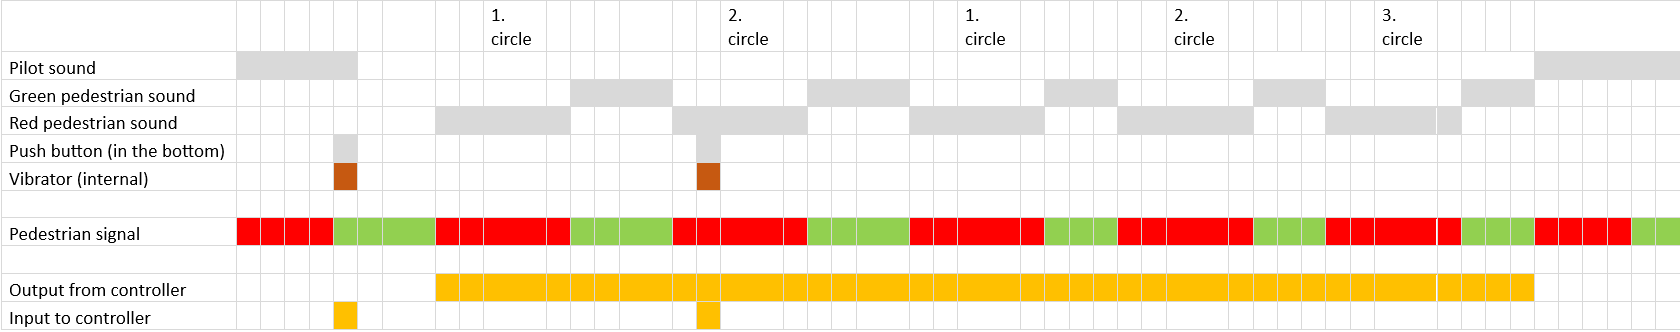 1. 2. 1. 2. 3.
circle circle circle circle circle
Pilot sound
Green pedestrian sound
Red pedestrian sound
Push button (in the bottom)
Vibrator (internal)
Pedestrian signal
Output from controller
Input to controller